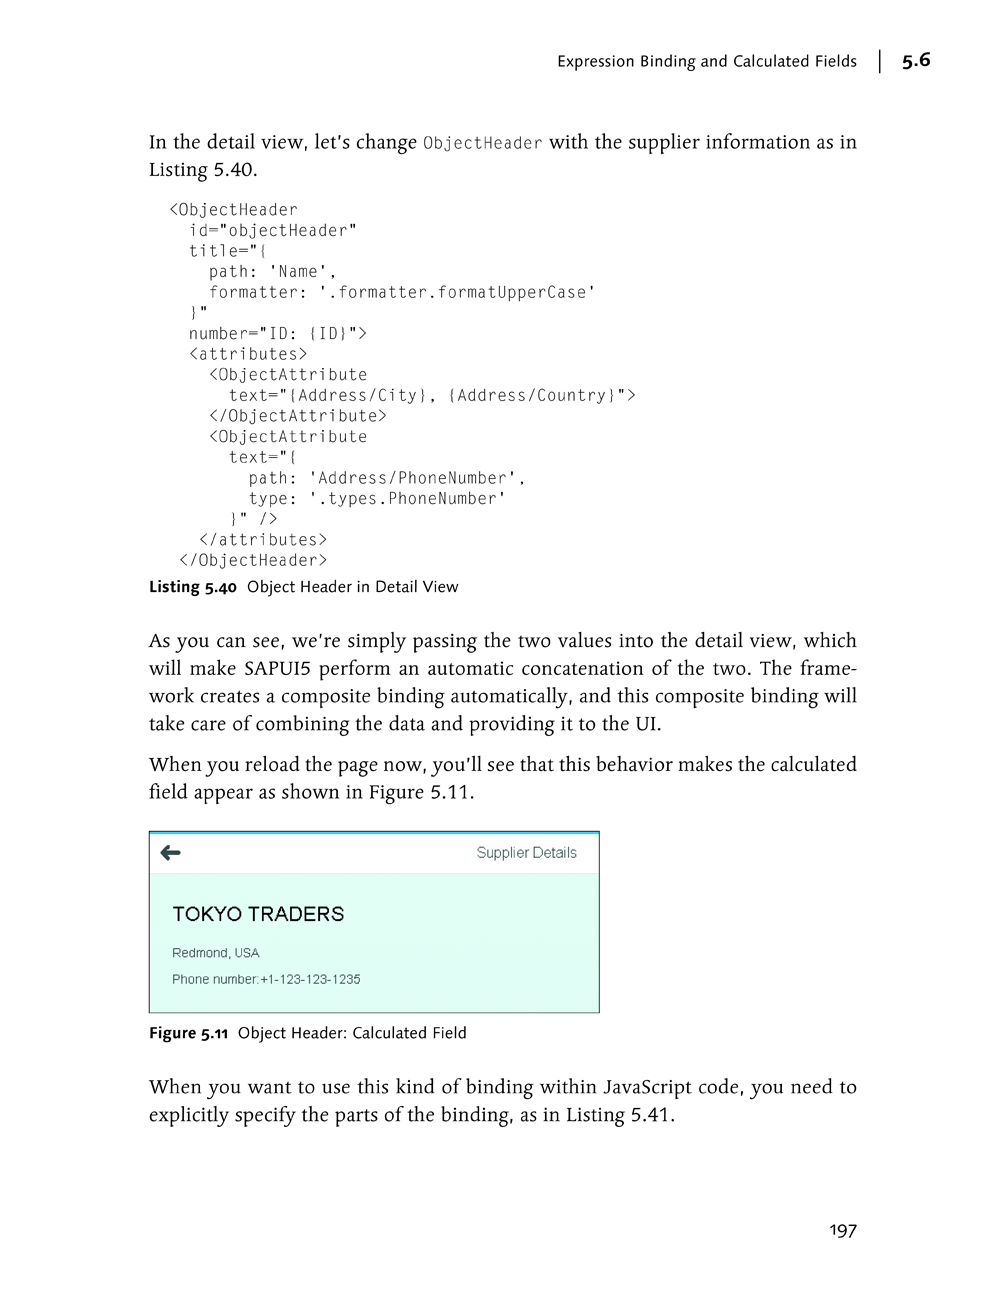 Expression Binding and Calculated Fields | 5.6
In the detail view, let's change ObjectHeader with the supplier information as in
Listing 5.40.
<ObjectHeader
id="objectHeader"
title="{
path: 'Name',
formatter: '.formatter.formatUpperCase'
}"
number="ID: {ID}">
<attributes>
<ObjectAttribute
text="{Address/City}, {Address/Country}">
</ObjectAttribute>
<ObjectAttribute
text="{
path: 'Address/PhoneNumber',
type: '.types.PhoneNumber'
}" />
</attributes>
</ObjectHeader>
Listing 5.40 Object Header in Detail View
As you can see, we're simply passing the two values into the detail view, which
will make SAPUI5 perform an automatic concatenation of the two. The frame-
work creates a composite binding automatically, and this composite binding will
take care of combining the data and providing it to the UI.
When you reload the page now, you'll see that this behavior makes the calculated
field appear as shown in Figure 5.11.
Supplier Details
TOKYO TRADERS
Redmond, USA
Phone number:+1-123-123-1235
Figure 5.11 Object Header: Calculated Field
When you want to use this kind of binding within JavaScript code, you need to
explicitly specify the parts of the binding, as in Listing 5.41.
197